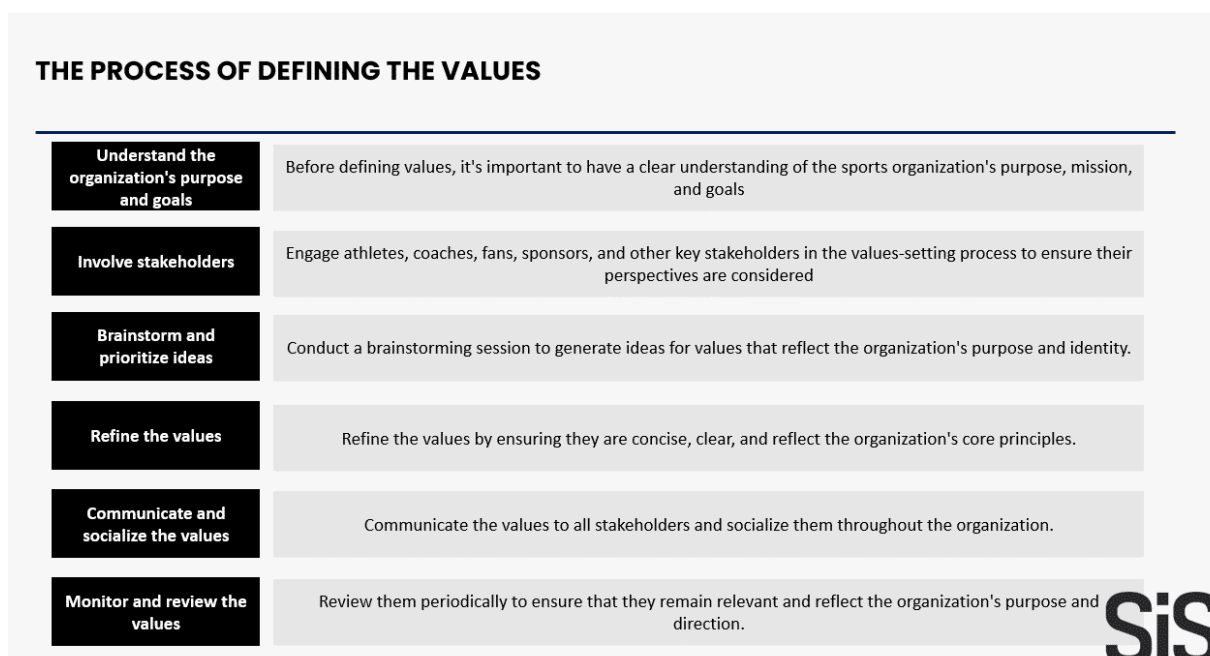 THE PROCESS OF DEFINING THE VALUES
Understand the
organization's purpose
and goals
Before defining values, it's important to have a clear understanding of the sports organization's purpose, mission,
and goals
Involve stakeholders
Engage athletes, coaches, fans, sponsors, and other key stakeholders in the values-setting process to ensure their
perspectives are considered
Brainstorm and
prioritize ideas
Conduct a brainstorming session to generate ideas for values that reflect the organization's purpose and identity.
Refine the values
Refine the values by ensuring they are concise, clear, and reflect the organization's core principles.
Communicate and
socialize the values
Communicate the values to all stakeholders and socialize them throughout the organization.
Monitor and review the
values
Review them periodically to ensure that they remain relevant and reflect the organization's purpose and
direction.
SiS